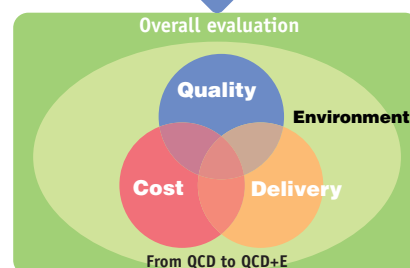 Overall evaluation
Quality
Environment
Cost
Delivery
From QCD to QCD+E